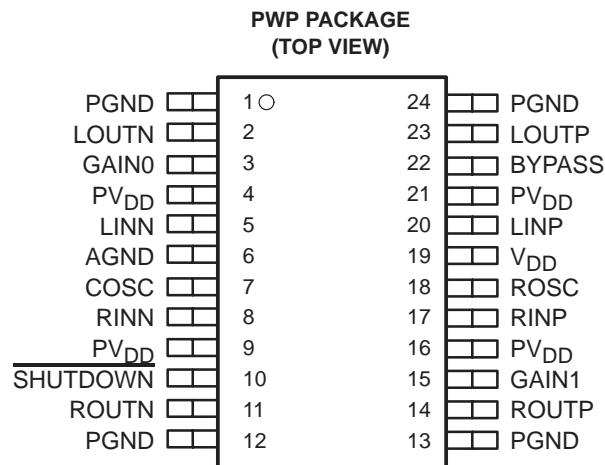 PWP PACKAGE
(TOP VIEW)
PGND 1 24 PGND
LOUTN 2 23 LOUTP
GAIN0 3 22 BYPASS
PVDD 4 21 PVDD
LINN 5 20 LINP
AGND 6 19 VDD
COSC 7 18 ROSC
RINN 8 17 RINP
PVDD 9 16 PVDD
SHUTDOWN 10 15 GAIN1
ROUTN 11 14 ROUTP
PGND 12 13 PGND